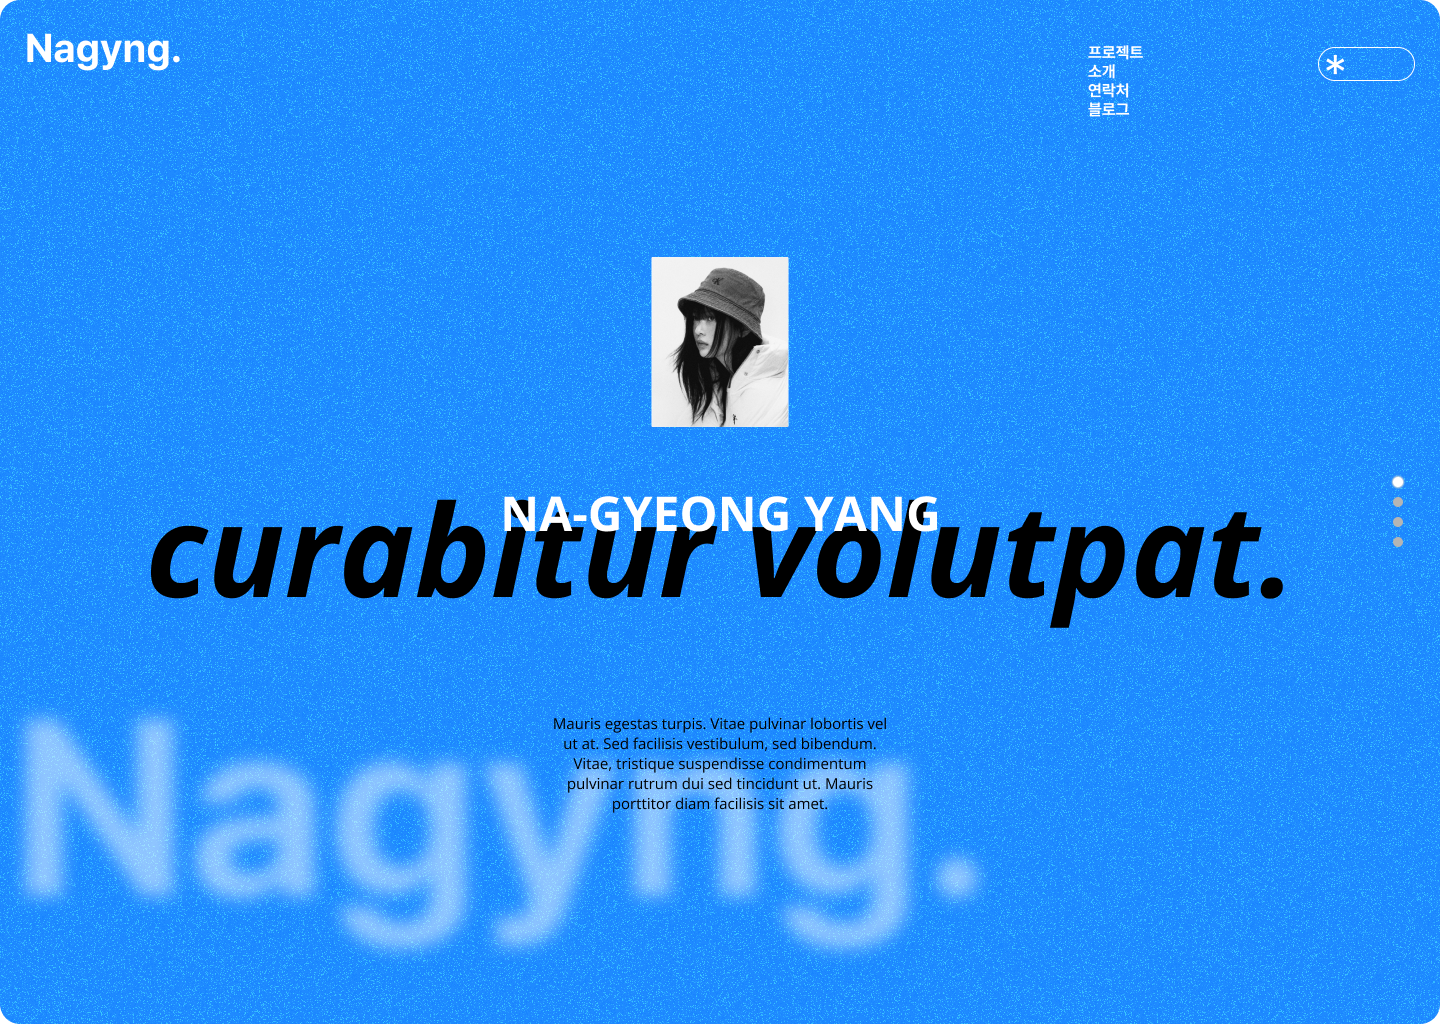 Nagyng.
프로젝트
소개
연락처
블로그
NA-GYEONG YANG
curabitur volutpat.
Mauris egestas turpis. Vitae pulvinar lobortis vel
ut at. Sed facilisis vestibulum, sed bibendum.
Vitae, tristique suspendisse condimentum
pulvinar rutrum dui sed tincidunt ut. Mauris
porttitor diam facilisis sit amet.
Nagyng.